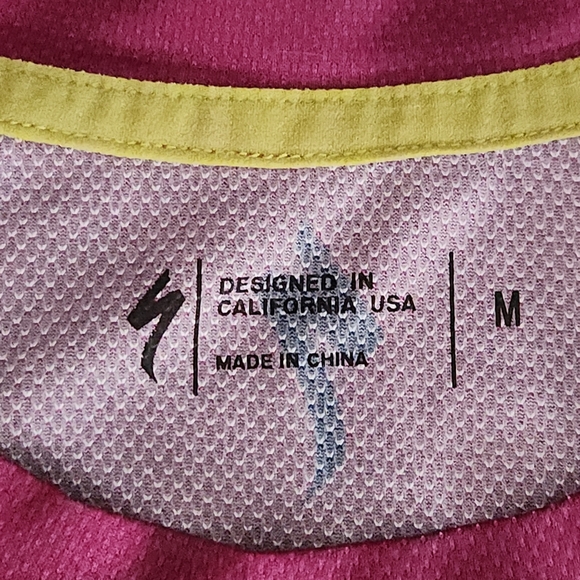 DESIGNED IN
CALIFORNIA USA
MADE IN CHINA
M